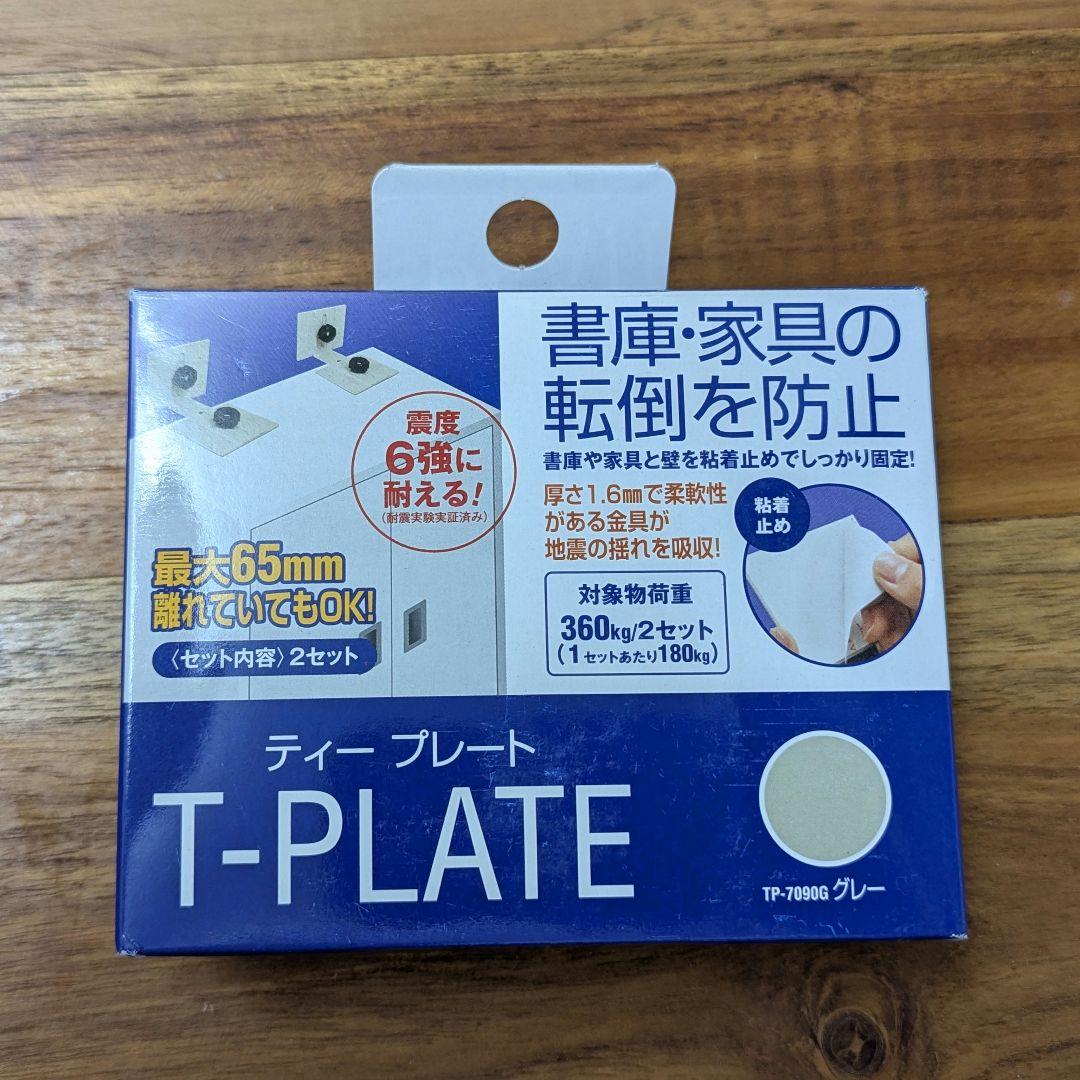 書庫・家具の
転倒を防止
書庫や家具と壁を粘着止めでしっかり固定!
震度
6強に
耐える!
(耐震実験実証済み)
厚さ1.6㎜で柔軟性
がある金具が
地震の揺れを吸収!
粘着
止め
最大65mm
離れていてもOK!
〈セット内容〉2セット
対象物荷重
360kg/2セット
(1セットあたり180kg)
ティー プレート
T-PLATE
TP-7090G グレー